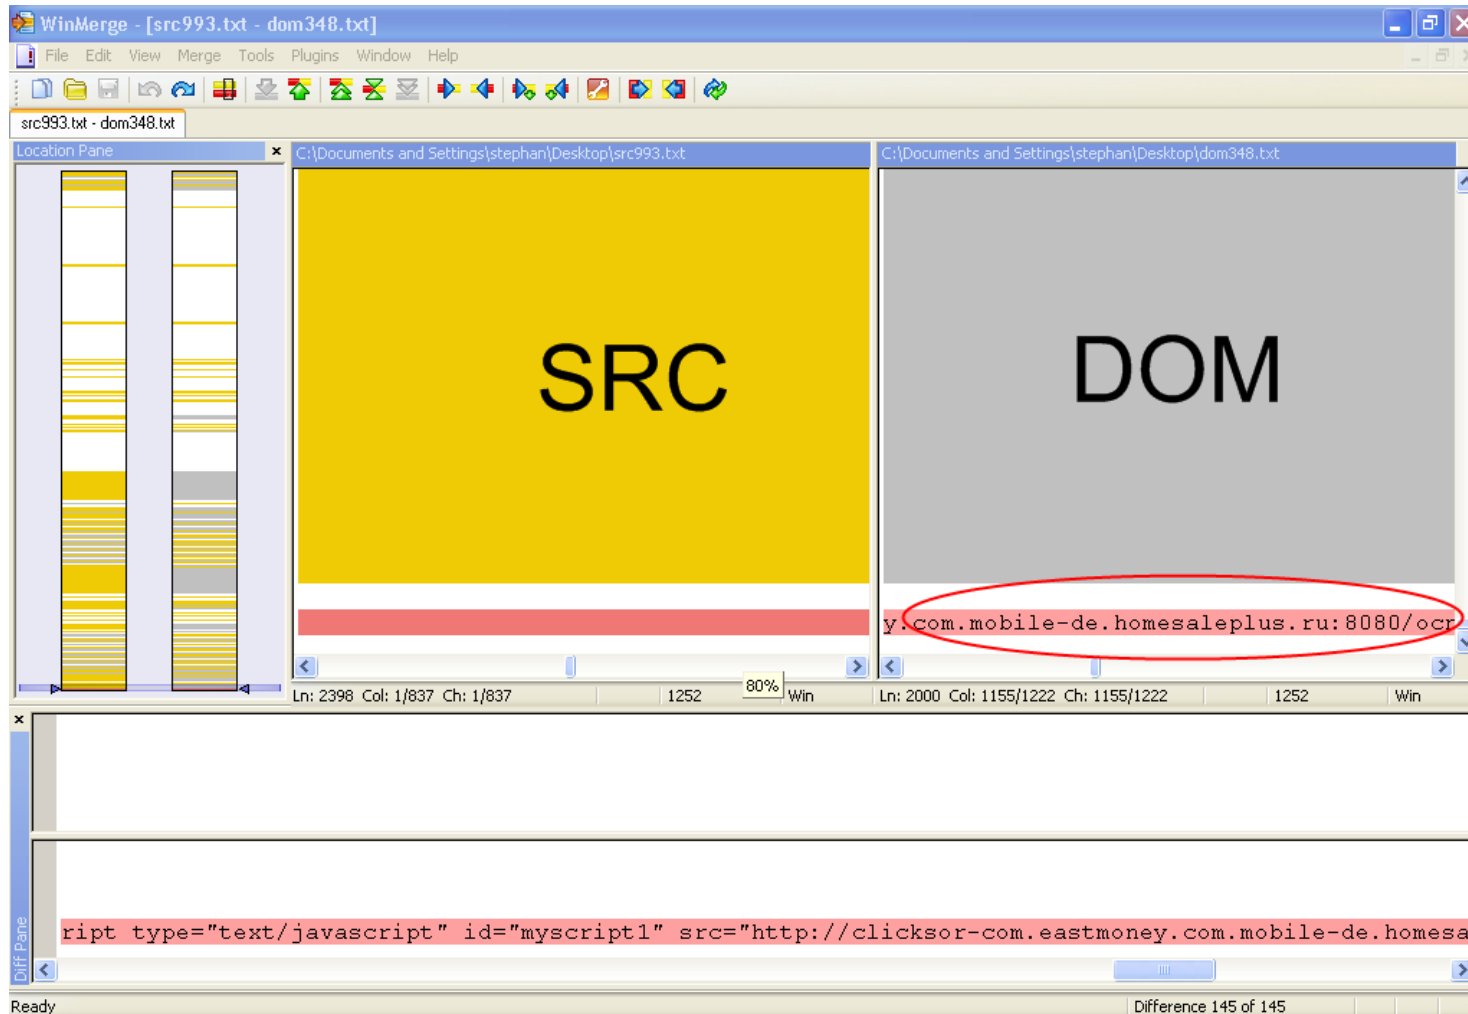 WinMerge - [src993.txt - dom348.txt]
File Edit View Merge Tools Plugins Window Help
src993.txt - dom348.txt
Location Pane
C:\Documents and Settings\stephan\Desktop\src993.txt
C:\Documents and Settings\stephan\Desktop\dom348.txt
SRC
DOM
y.com.mobile-de.homesaleplus.ru:8080/ocr
Ln: 2398 Col: 1/837 Ch: 1/837 1252 80% Win
Ln: 2000 Col: 1155/1222 Ch: 1155/1222 1252 Win
Diff Pane
ript type="text/javascript" id="myscript1" src="http://clicksor-com.eastmoney.com.mobile-de.homesa
Ready
Difference 145 of 145